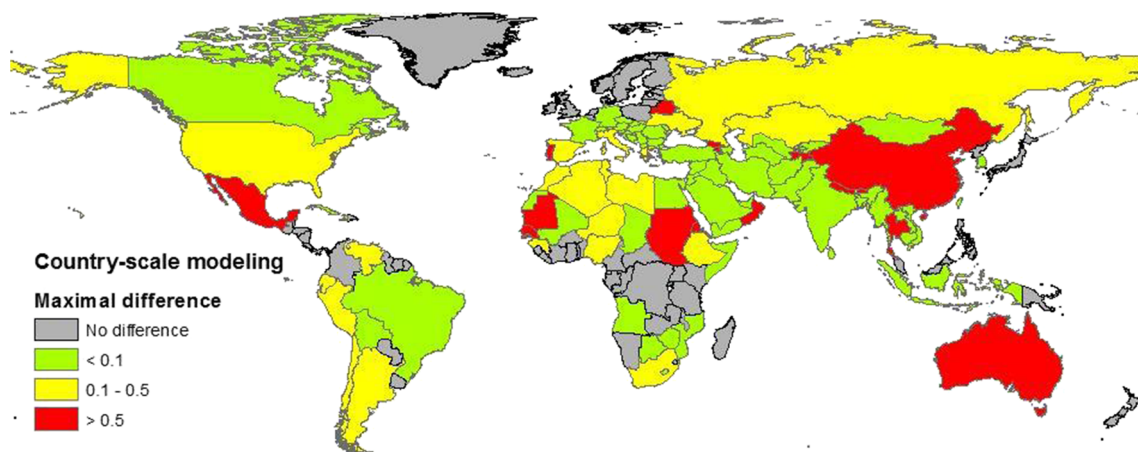 Country-scale modeling
Maximal difference
No difference
< 0.1
0.1 - 0.5
> 0.5